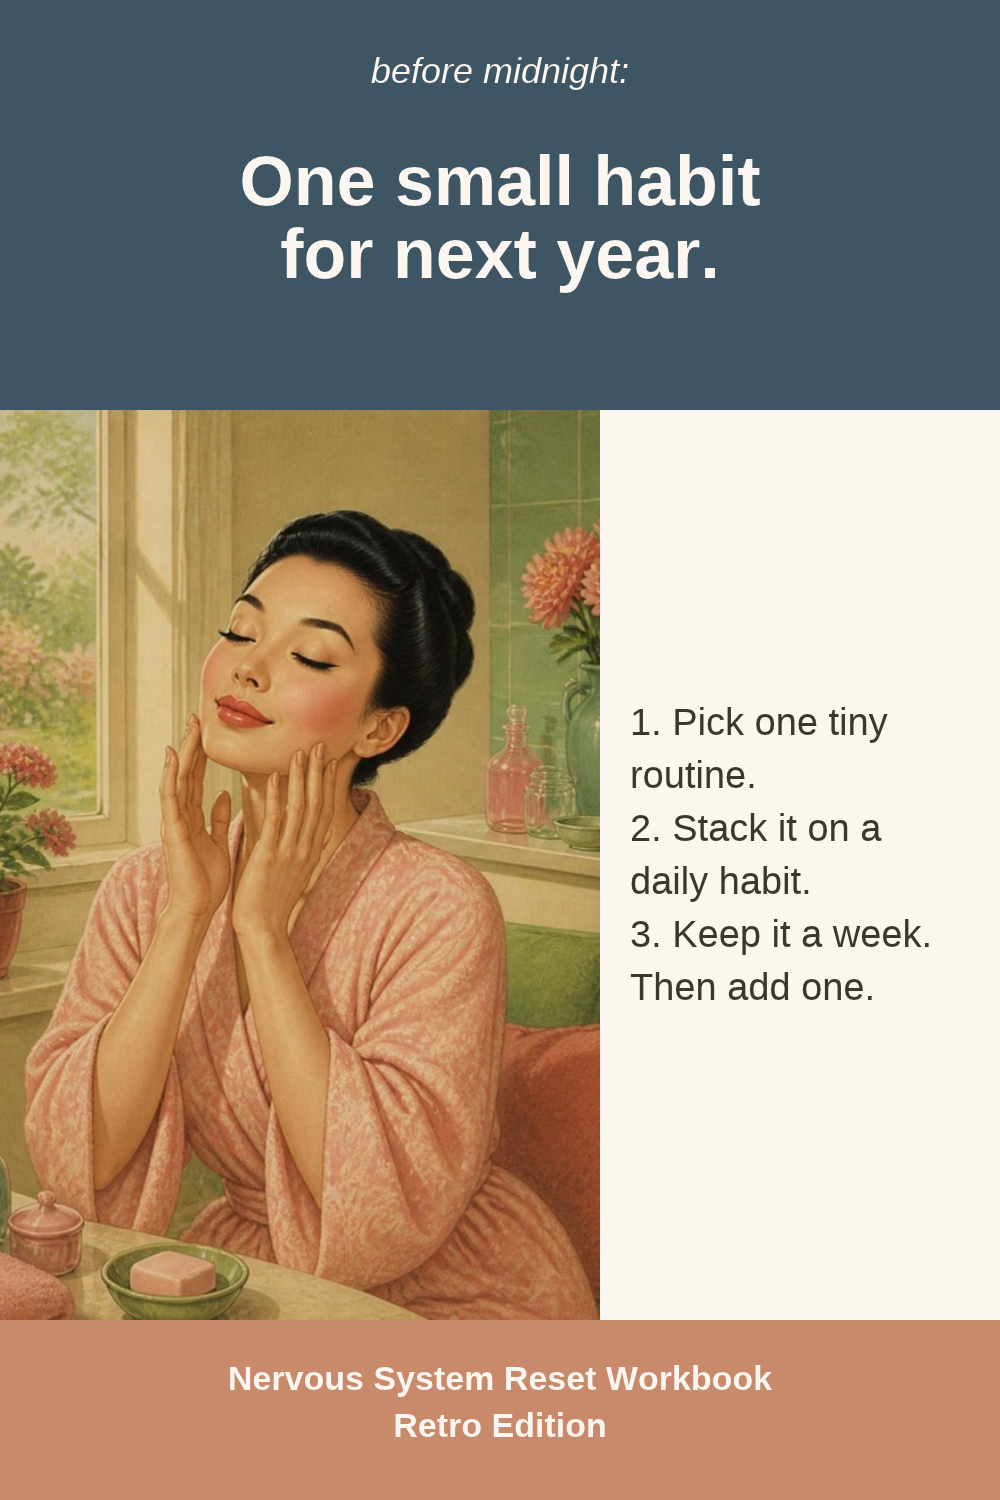 before midnight:
One small habit
for next year.
1. Pick one tiny
routine.
2. Stack it on a
daily habit.
3. Keep it a week.
Then add one.
Nervous System Reset Workbook
Retro Edition